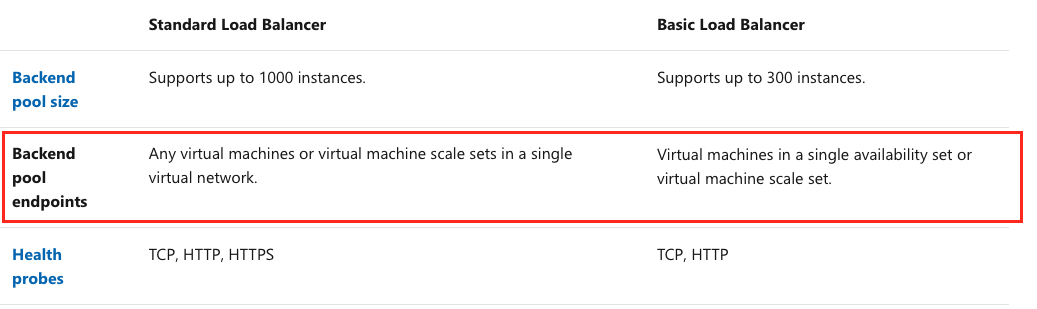 Standard Load Balancer
Basic Load Balancer
Backend
pool size
Supports up to 1000 instances.
Supports up to 300 instances.
Backend
pool
endpoints
Any virtual machines or virtual machine scale sets in a single
virtual network.
Virtual machines in a single availability set or
virtual machine scale set.
Health
probes
TCP, HTTP, HTTPS
TCP, HTTP